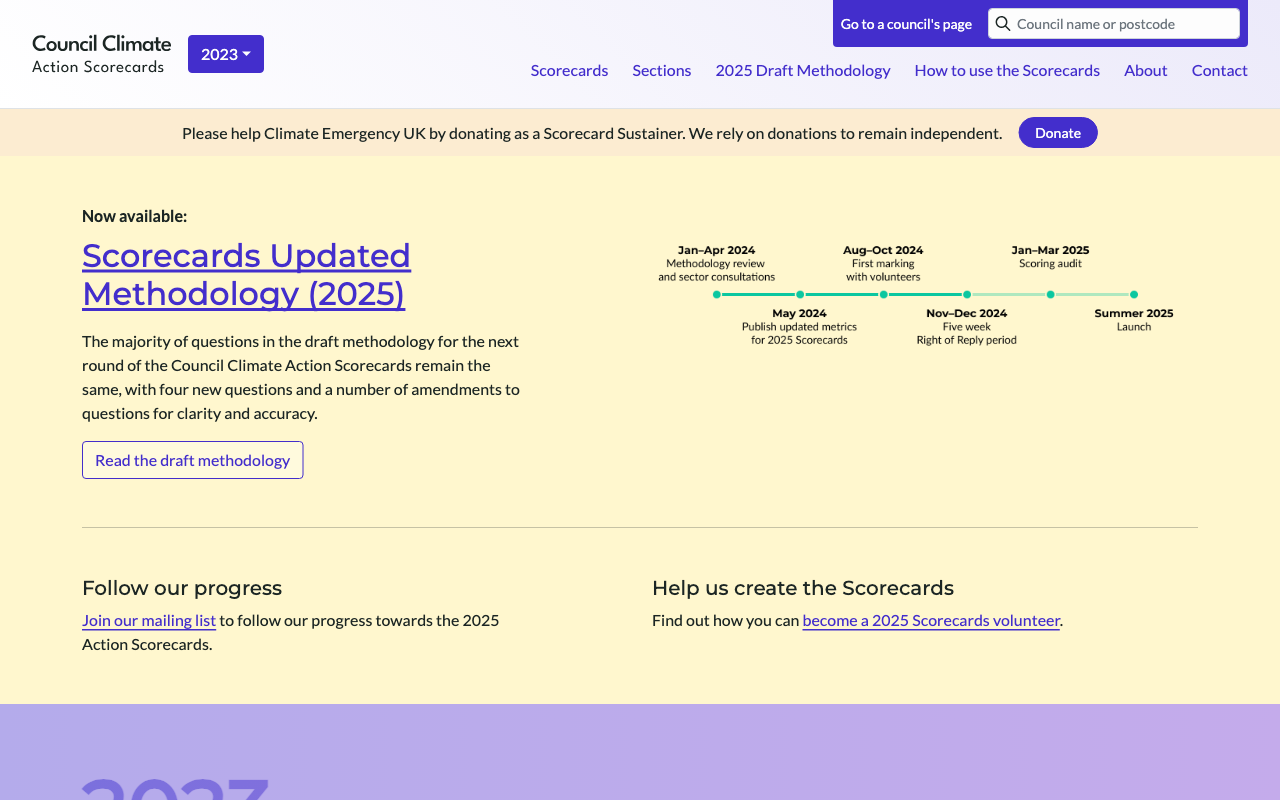 Council Climate
Action Scorecards
2023
Go to a council's page
Council name or postcode
Scorecards
Sections
2025 Draft Methodology
How to use the Scorecards
About
Contact
Please help Climate Emergency UK by donating as a Scorecard Sustainer. We rely on donations to remain independent.
Donate
Now available:
Scorecards Updated
Methodology (2025)
The majority of questions in the draft methodology for the next
round of the Council Climate Action Scorecards remain the
same, with four new questions and a number of amendments to
questions for clarity and accuracy.
Read the draft methodology
Jan–Apr 2024
Methodology review
and sector consultations
May 2024
Publish updated metrics
for 2025 Scorecards
Aug–Oct 2024
First marking
with volunteers
Nov–Dec 2024
Five week
Right of Reply period
Jan–Mar 2025
Scoring audit
Summer 2025
Launch
Follow our progress
Join our mailing list to follow our progress towards the 2025
Action Scorecards.
Help us create the Scorecards
Find out how you can become a 2025 Scorecards volunteer.
2023